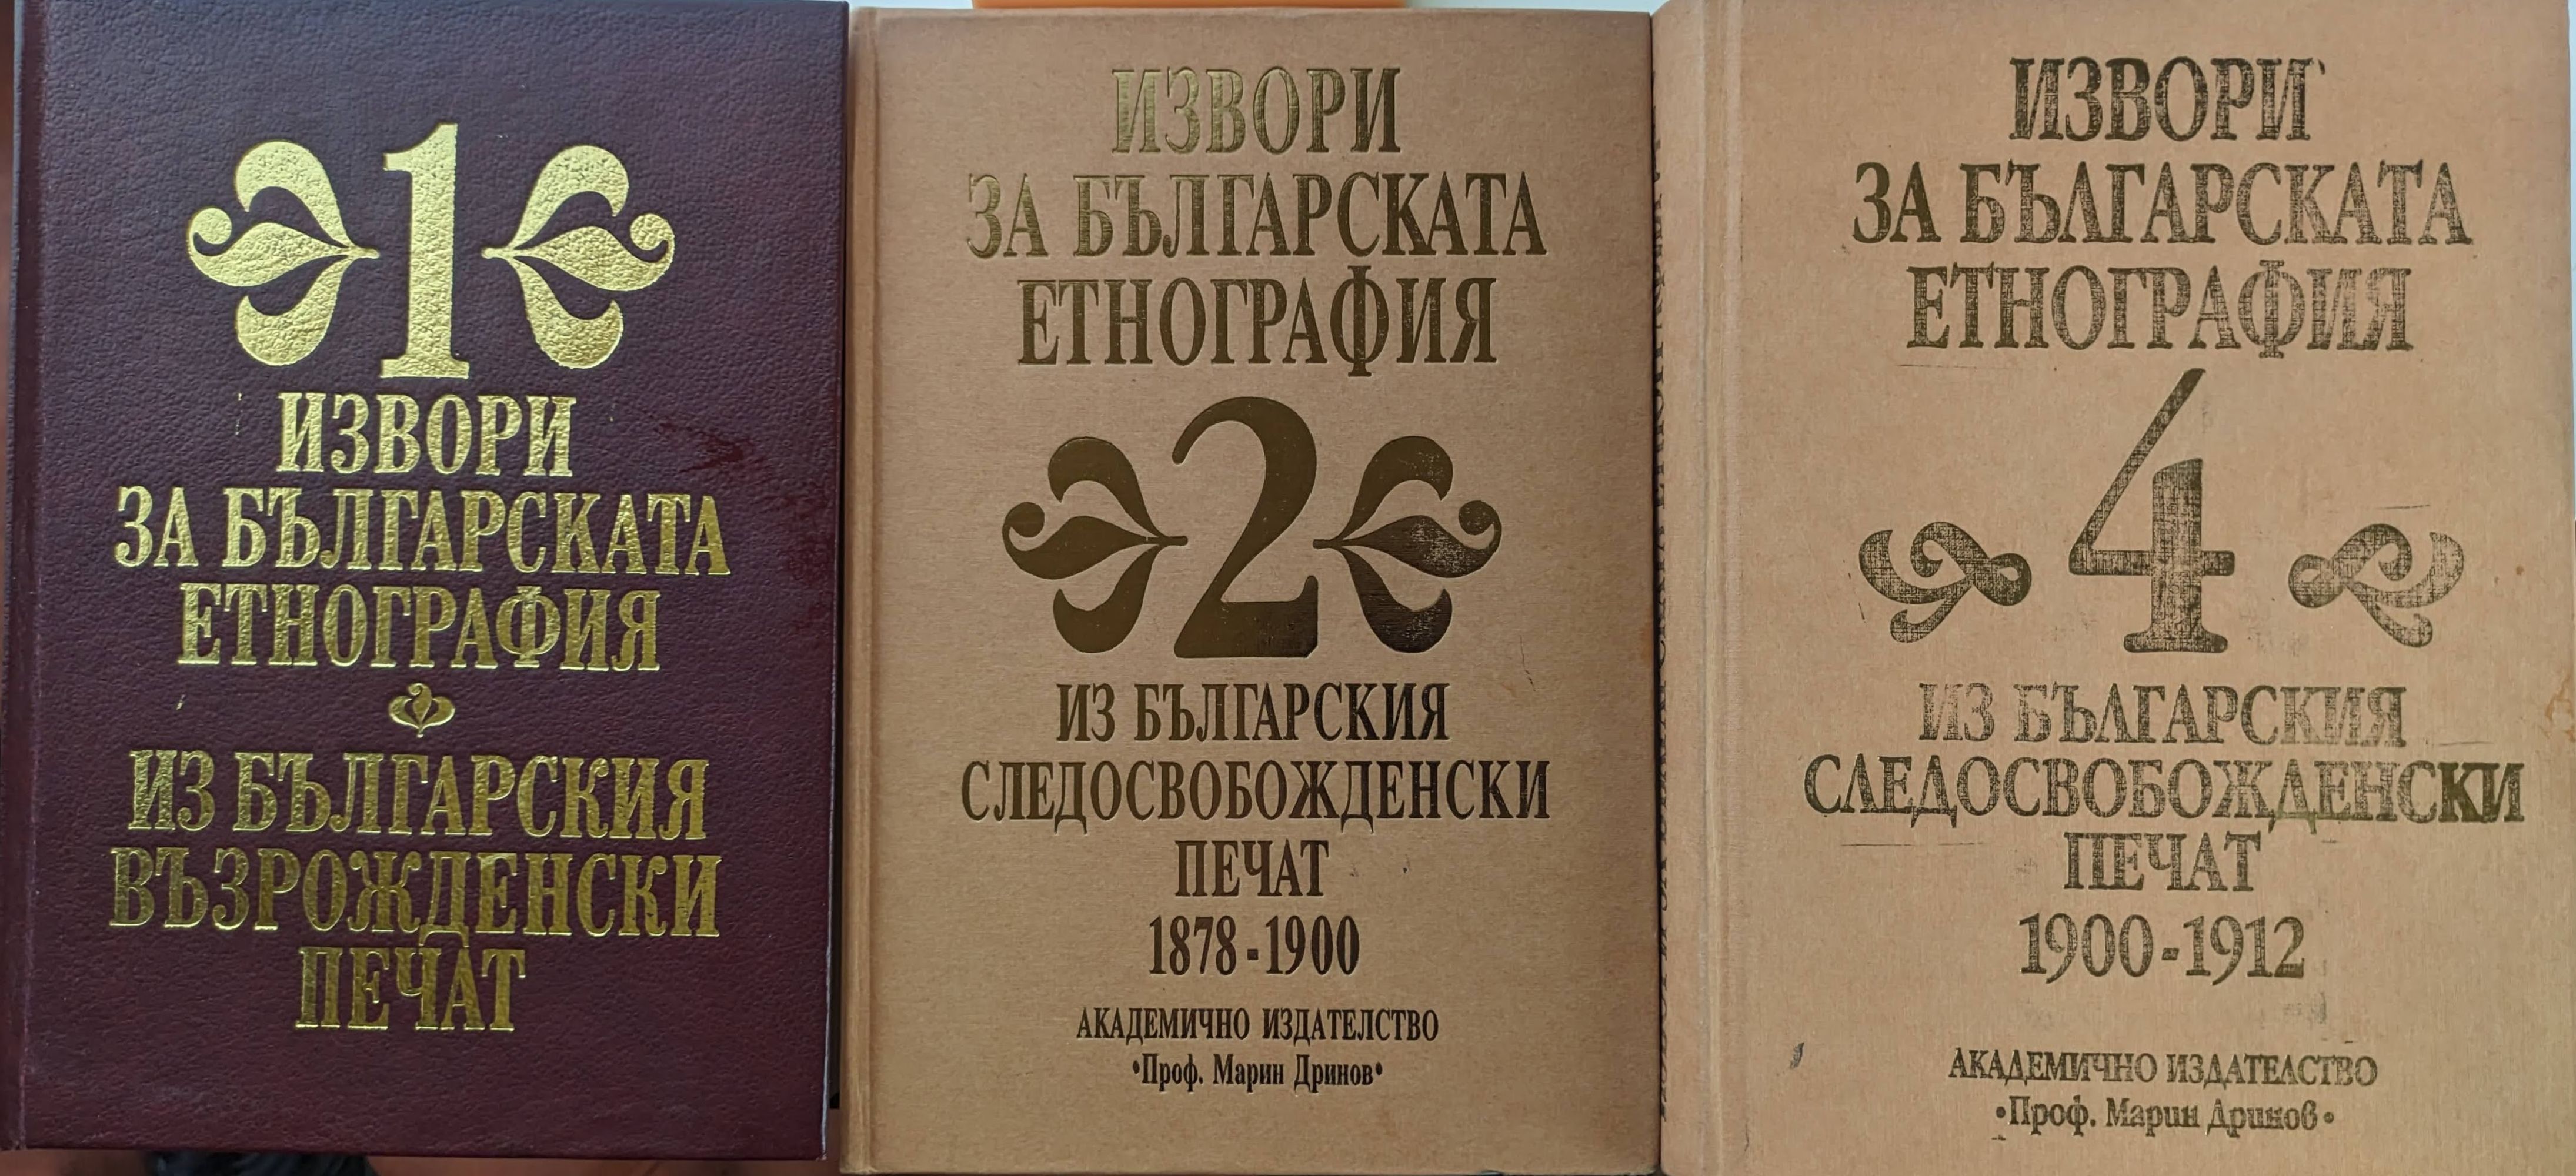 1
ИЗВОРИ
ЗА БЪЛГАРСКАТА
ЕТНОГРАФИЯ
ИЗ БЪЛГАРСКИЯ
ВЪЗРОЖДЕНСКИ
ПЕЧАТ
ИЗВОРИ
ЗА БЪЛГАРСКАТА
ЕТНОГРАФИЯ
2
ИЗ БЪЛГАРСКИЯ
СЛЕДОСВОБОЖДЕНСКИ
ПЕЧАТ
1878-1900
АКАДЕМИЧНО ИЗДАТЕЛСТВО
•Проф. Марин Дринов•
ИЗВОРИ
ЗА БЪЛГАРСКАТА
ЕТНОГРАФИЯ
4
ИЗ БЪЛГАРСКИЯ
СЛЕДОСВОБОЖДЕНСКИ
ПЕЧАТ
1900-1912
АКАДЕМИЧНО ИЗДАТЕЛСТВО
•Проф. Марин Дринов•